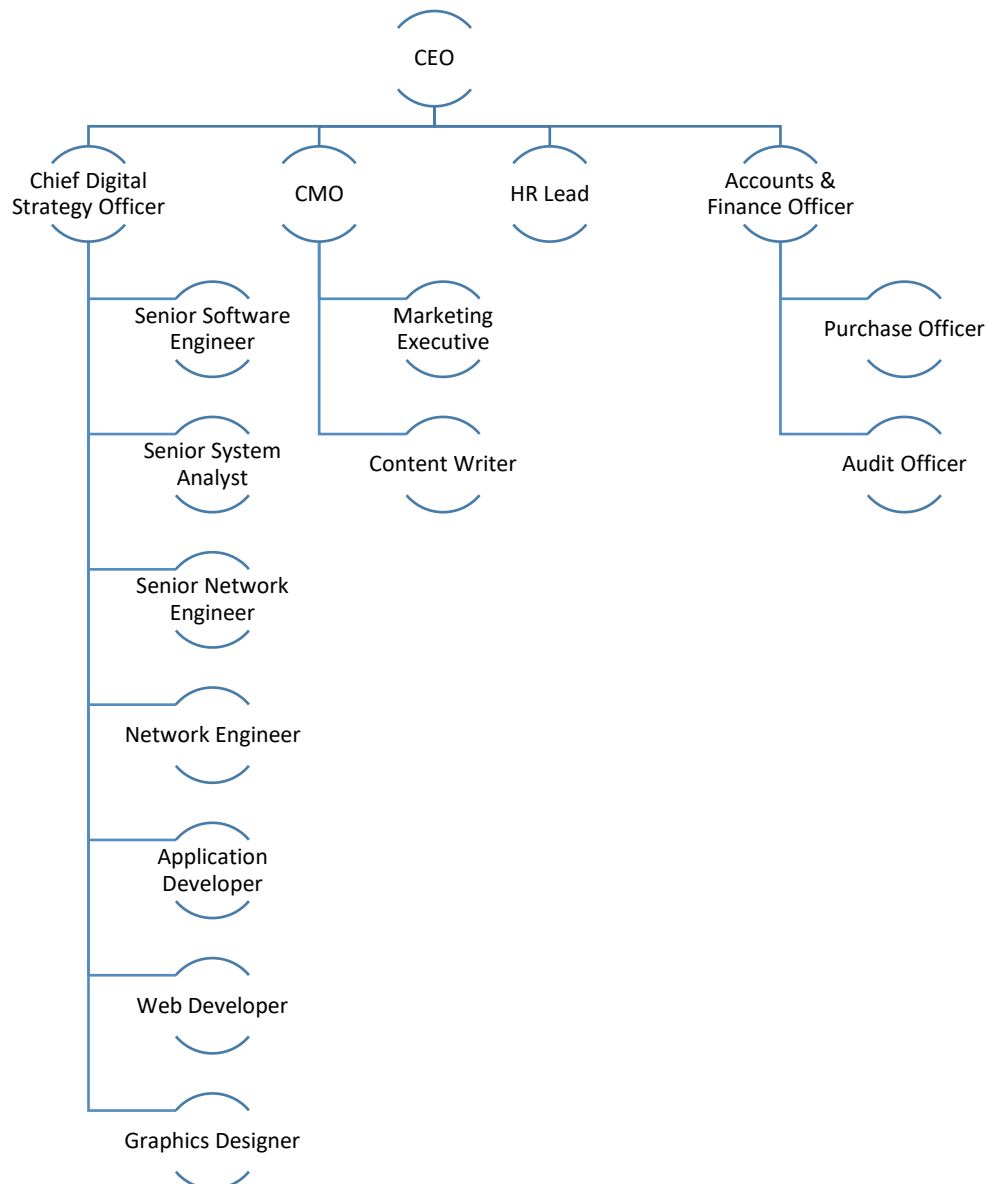 CEO
Chief Digital
Strategy Officer
CMO
HR Lead
Accounts &
Finance Officer
Senior Software
Engineer
Marketing
Executive
Purchase Officer
Senior System
Analyst
Content Writer
Audit Officer
Senior Network
Engineer
Network Engineer
Application
Developer
Web Developer
Graphics Designer